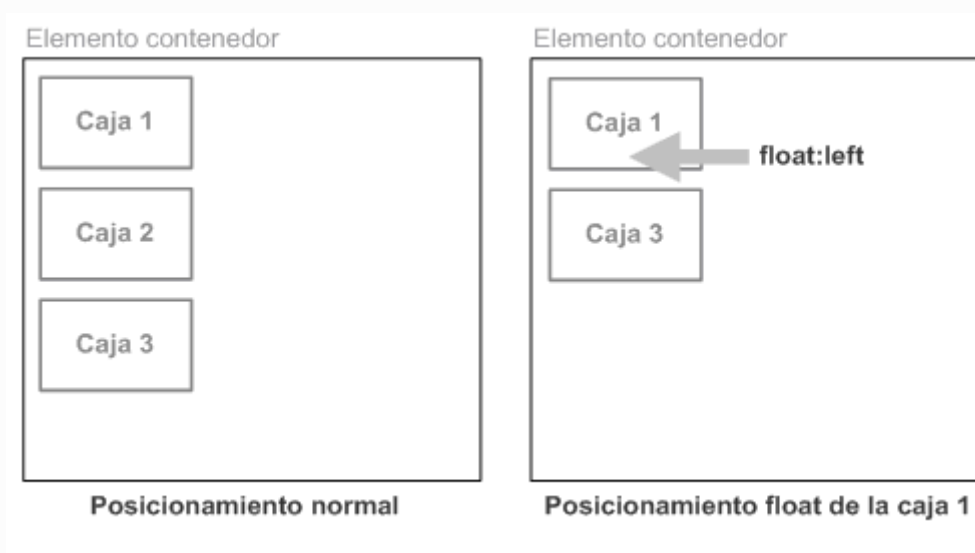 Elemento contenedor
Caja 1
Caja 2
Caja 3
Posicionamiento normal
Elemento contenedor
Caja 1
float:left
Caja 3
Posicionamiento float de la caja 1